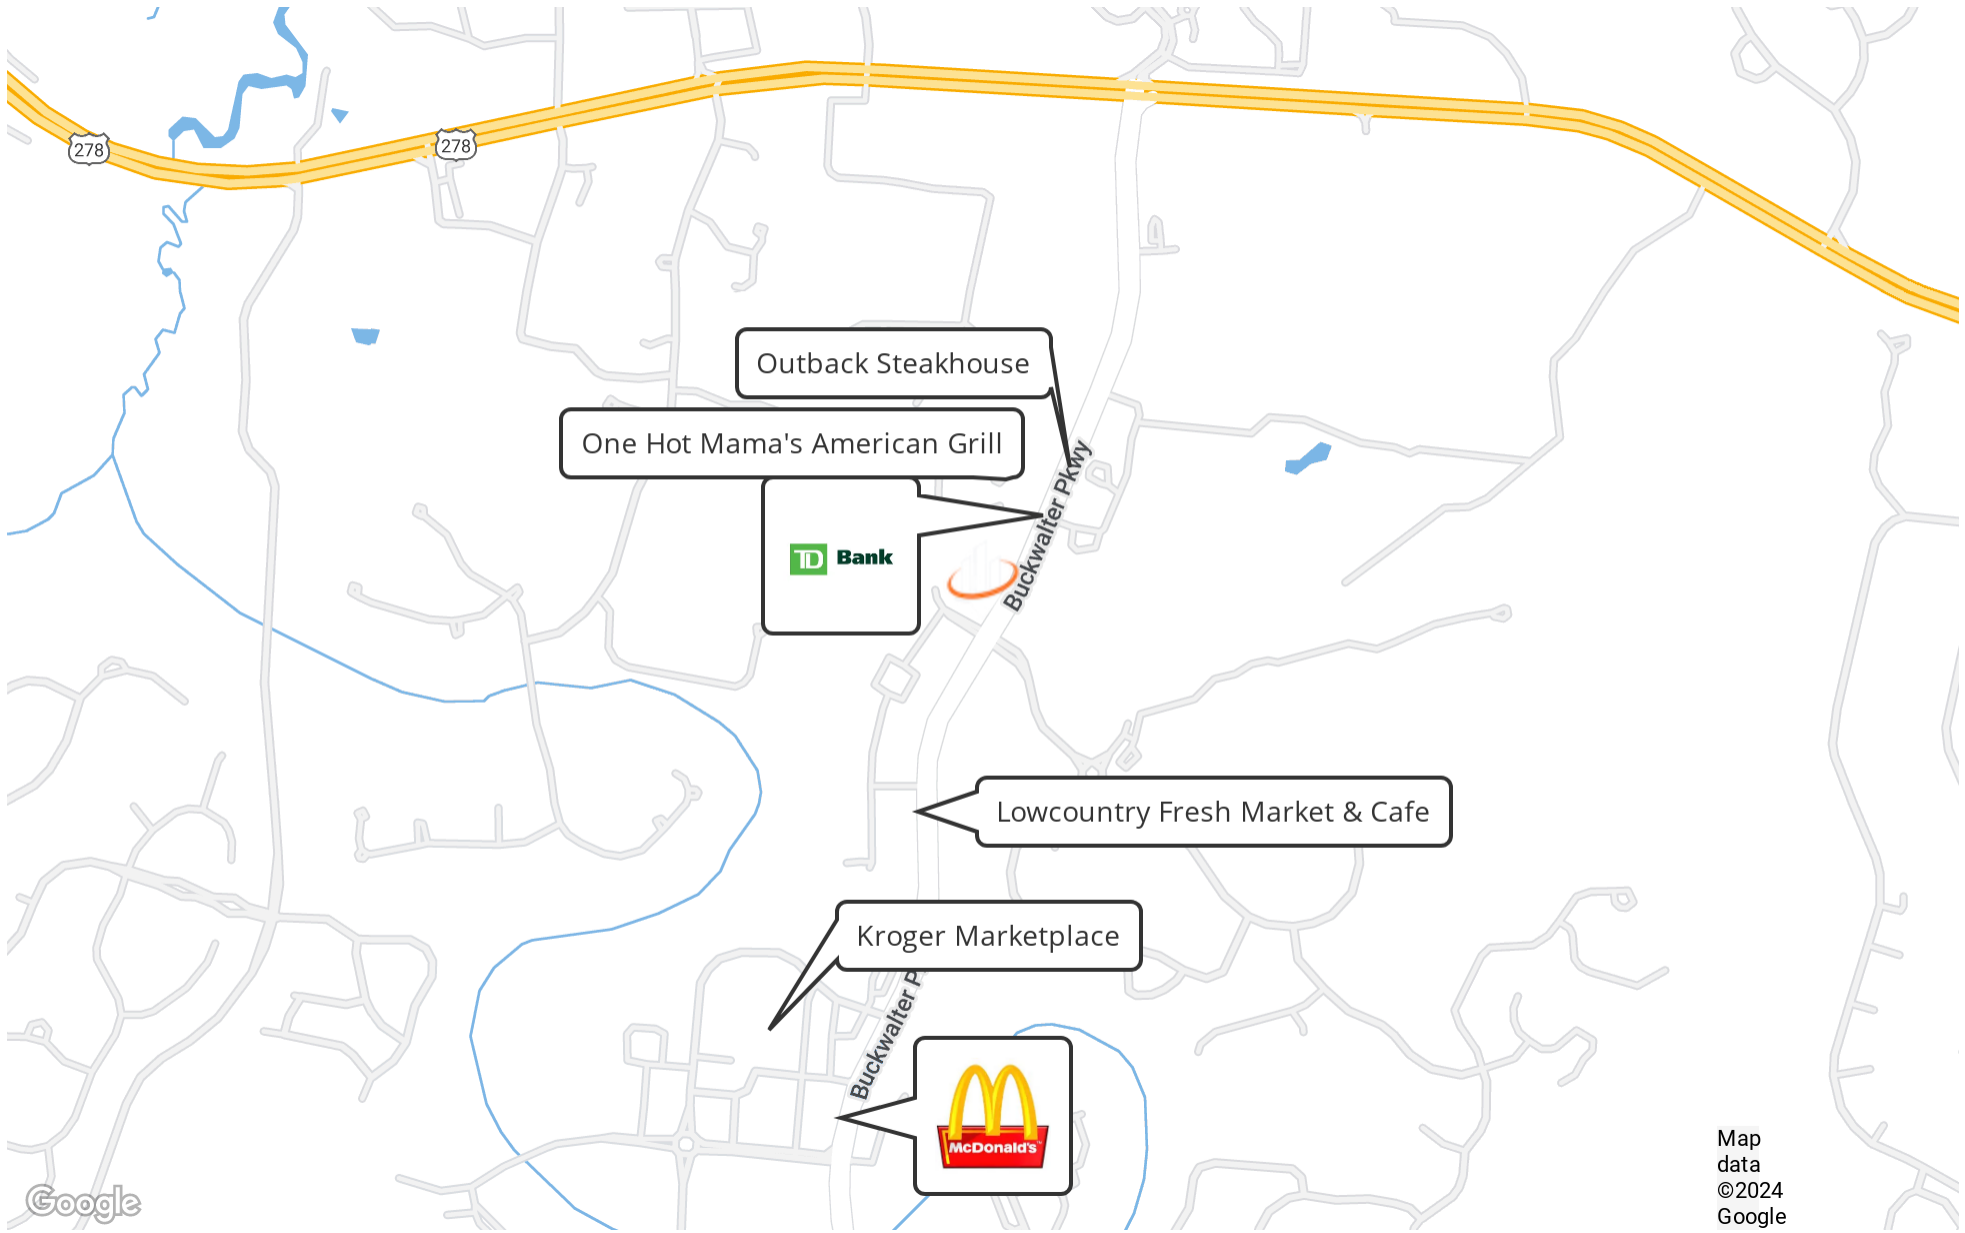 278
278
Outback Steakhouse
One Hot Mama's American Grill
TD Bank
Buckwalter Pkwy
Lowcountry Fresh Market & Cafe
Kroger Marketplace
Buckwalter P
McDonald's
Map
data
©2024
Google
Google